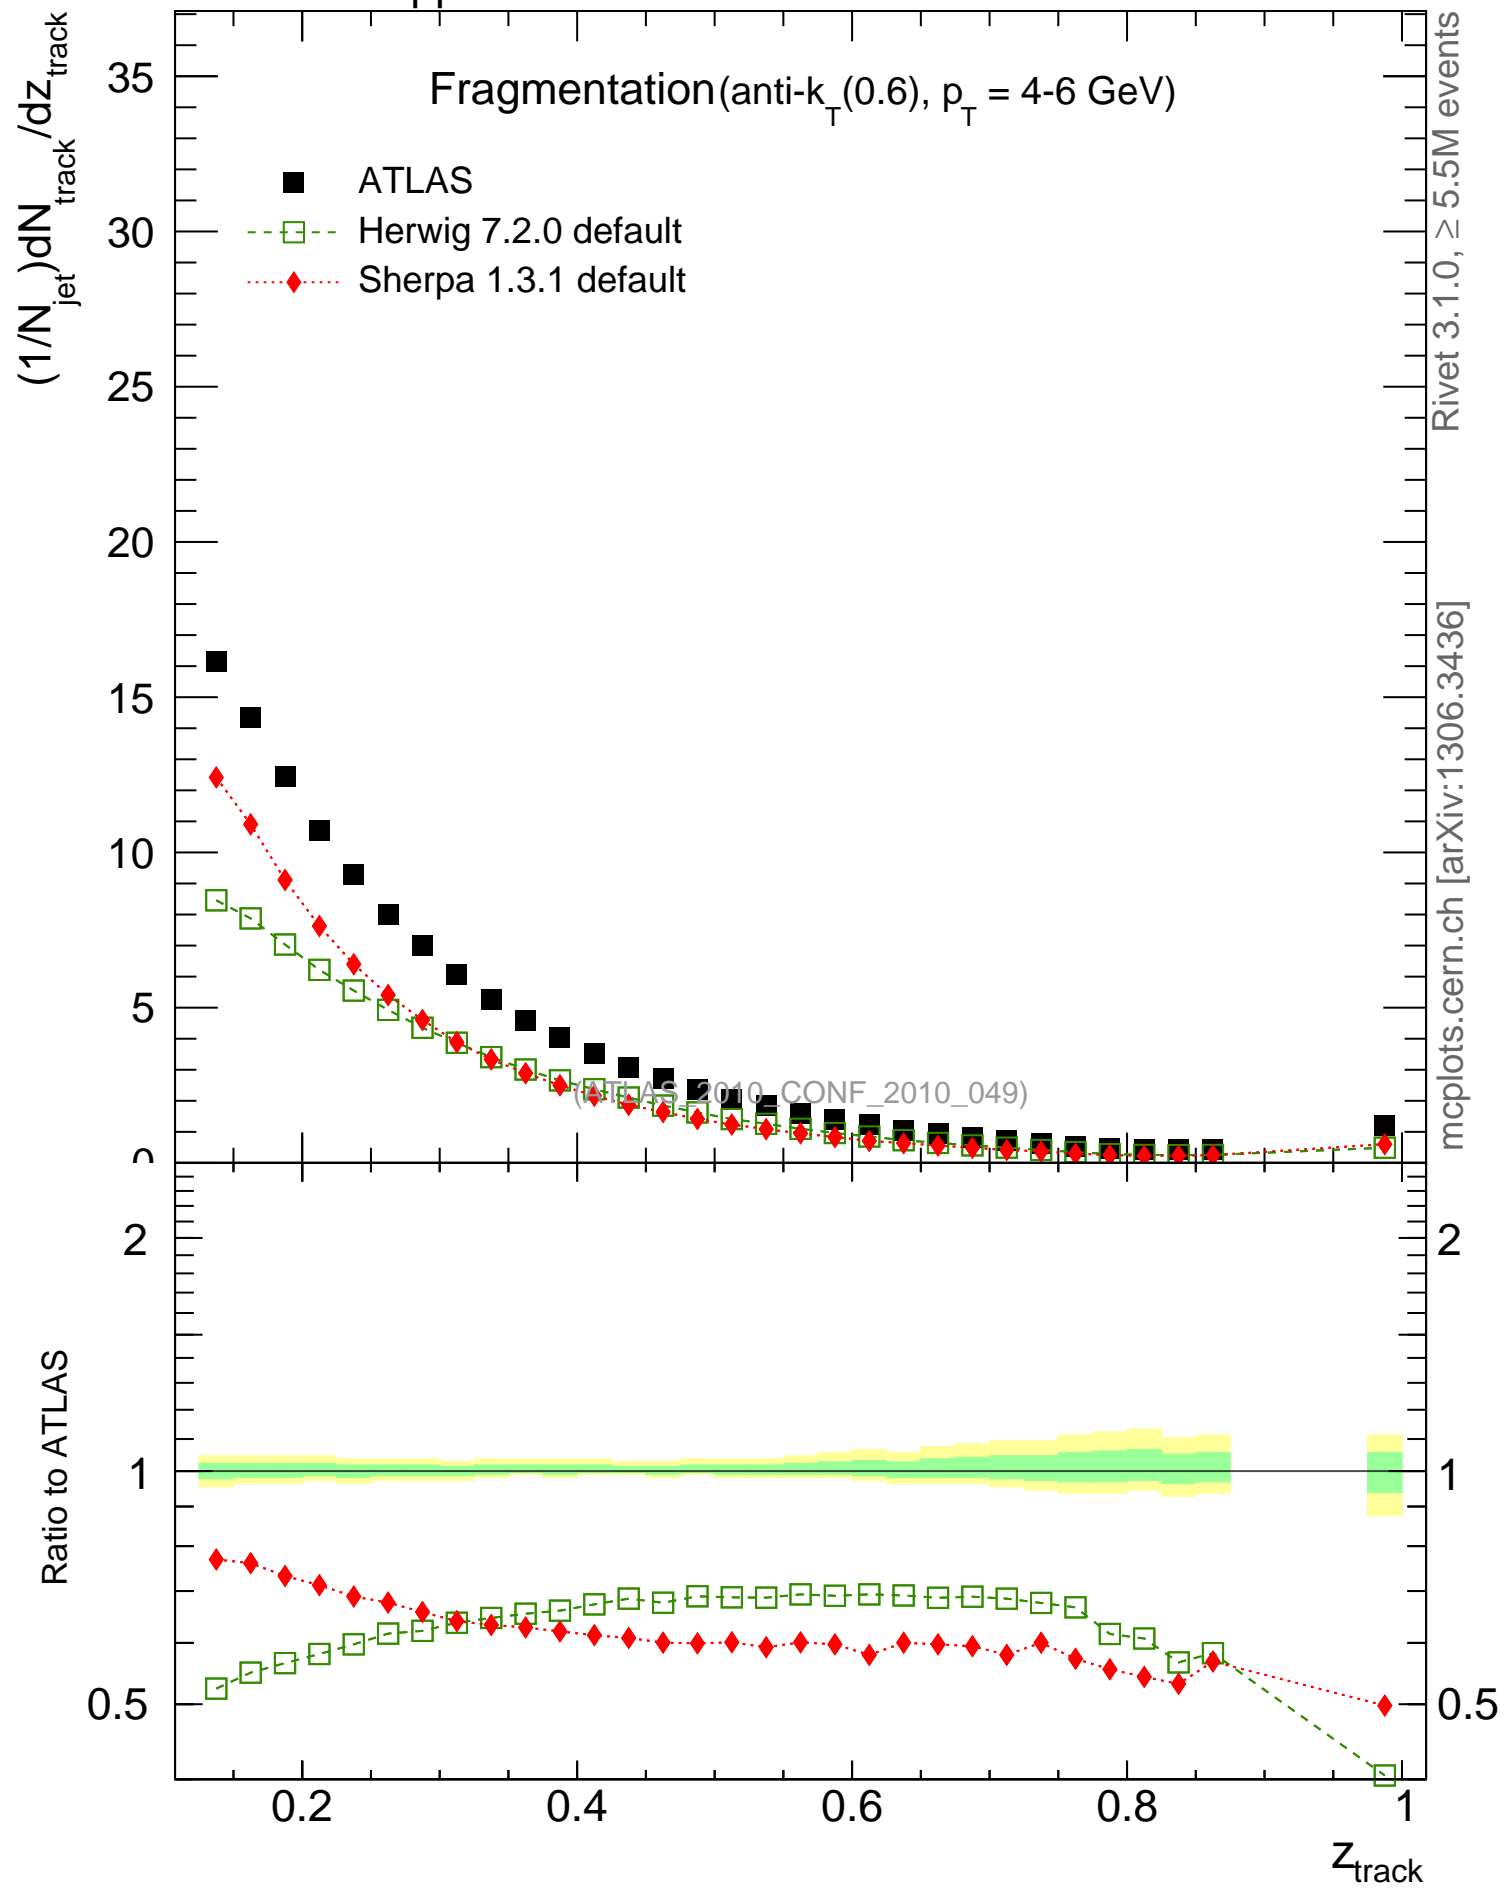 Fragmentation (anti-k_T(0.6), p_T = 4-6 GeV)
(1/N_jet)dN_track/dz_track
ATLAS
Herwig 7.2.0 default
Sherpa 1.3.1 default
35
30
25
20
15
10
5
0
(ATLAS_2010_CONF_2010_049)
Rivet 3.1.0, ≥ 5.5M events
mcplots.cern.ch [arXiv:1306.3436]
Ratio to ATLAS
2
1
0.5
2
1
0.5
0.2
0.4
0.6
0.8
1
z_track